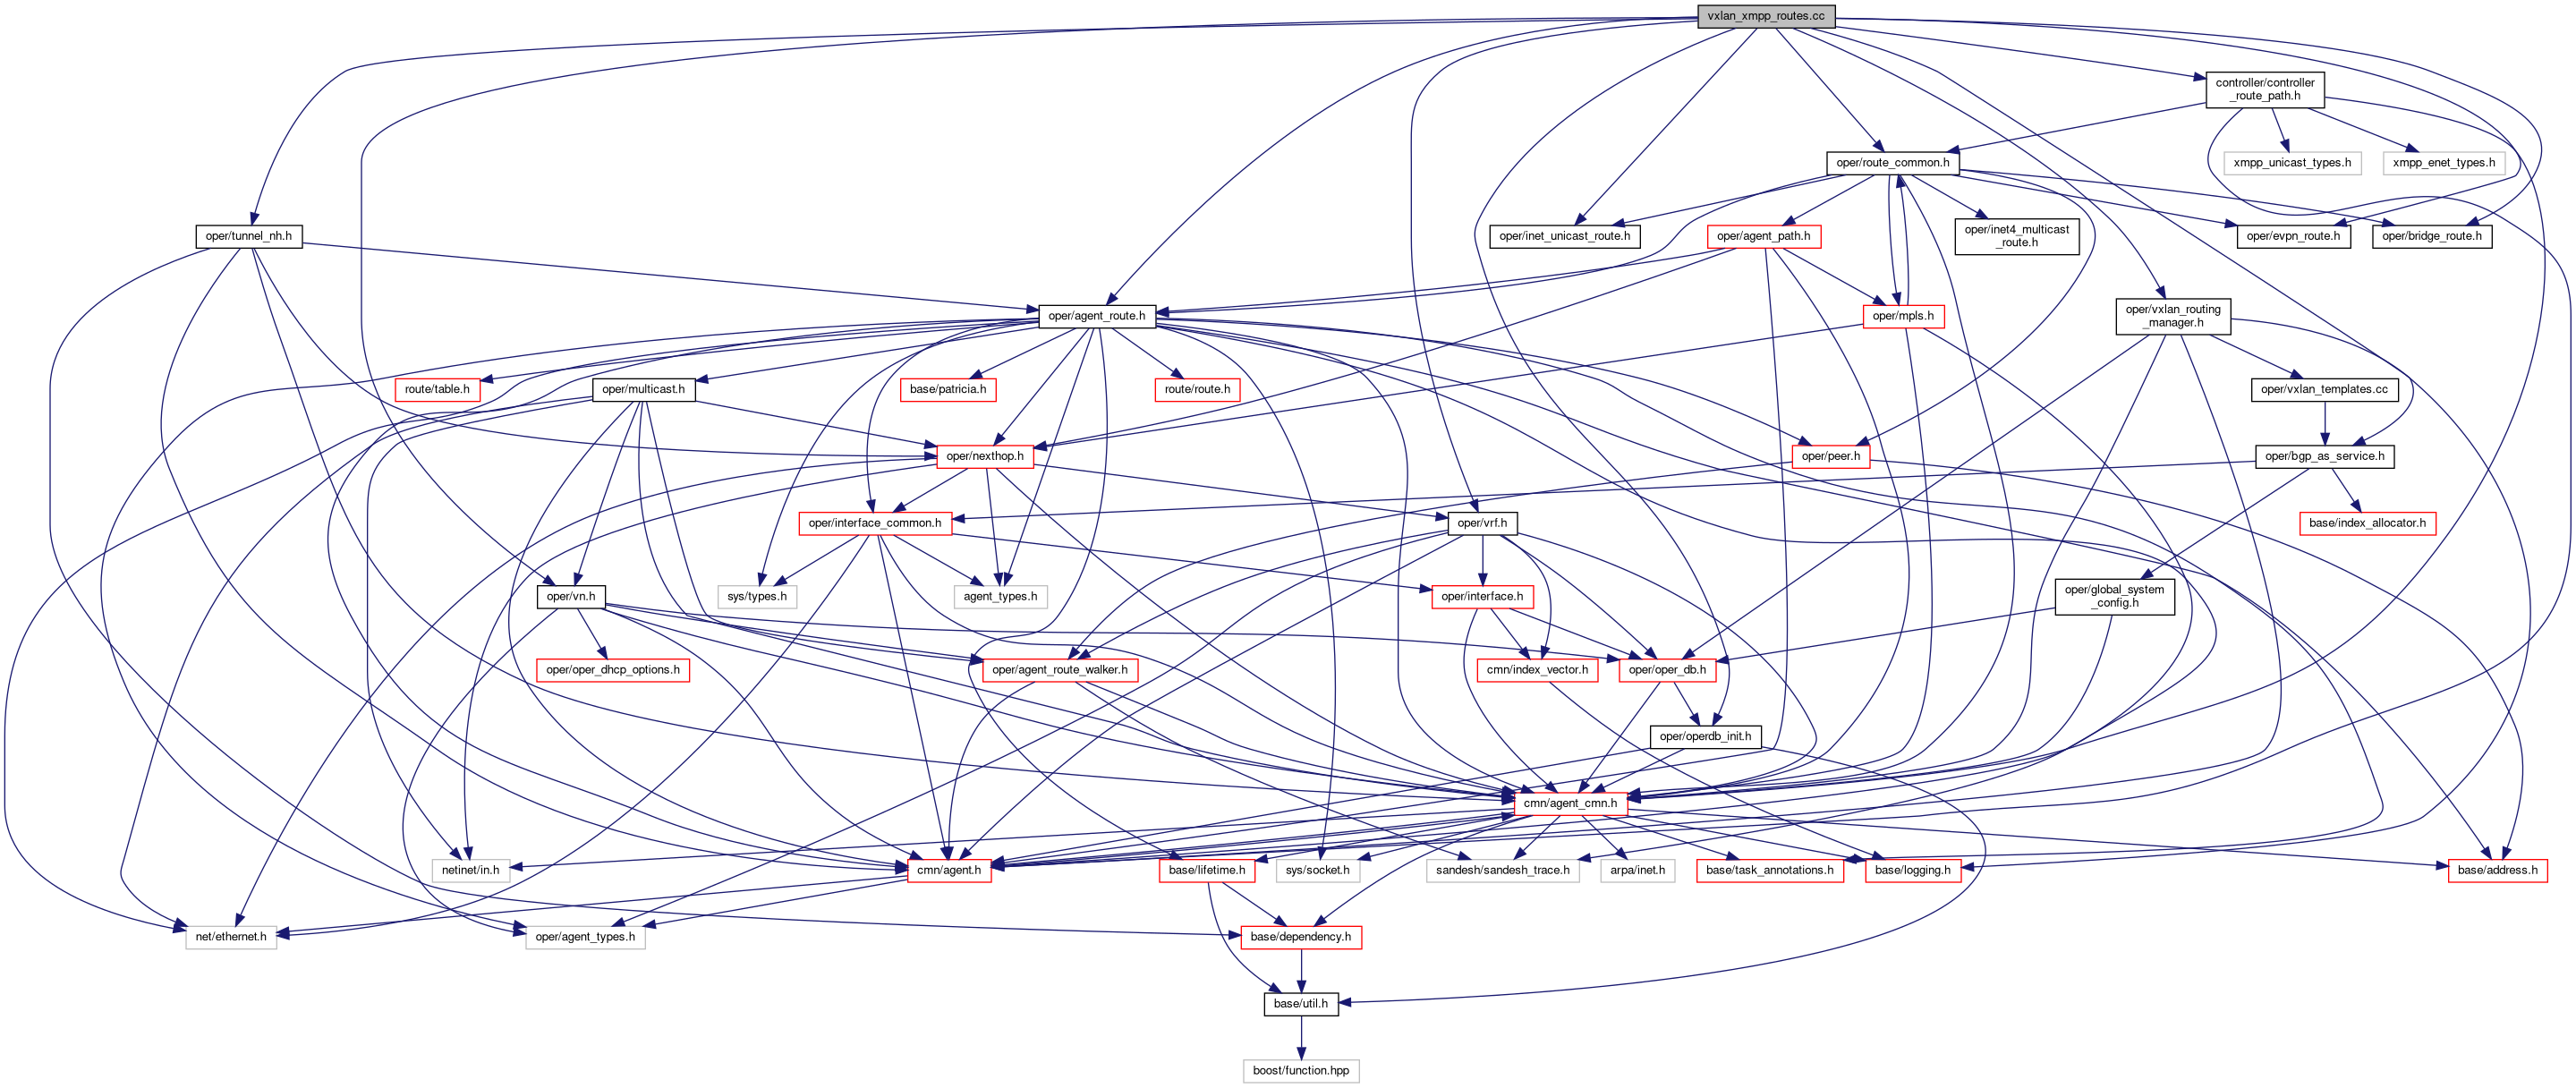 vxlan_xmpp_routes.cc
controller/controller
_route_path.h
oper/route_common.h
xmpp_unicast_types.h
xmpp_enet_types.h
oper/tunnel_nh.h
oper/inet_unicast_route.h
oper/agent_path.h
oper/inet4_multicast
_route.h
oper/evpn_route.h
oper/bridge_route.h
oper/agent_route.h
oper/mpls.h
oper/vxlan_routing
_manager.h
route/table.h
oper/multicast.h
base/patricia.h
route/route.h
oper/vxlan_templates.cc
oper/nexthop.h
oper/peer.h
oper/bgp_as_service.h
oper/interface_common.h
oper/vrf.h
base/index_allocator.h
oper/vn.h
sys/types.h
agent_types.h
oper/interface.h
oper/global_system
_config.h
oper/oper_dhcp_options.h
oper/agent_route_walker.h
cmn/index_vector.h
oper/oper_db.h
oper/operdb_init.h
cmn/agent_cmn.h
netinet/in.h
cmn/agent.h
base/lifetime.h
sys/socket.h
sandesh/sandesh_trace.h
arpa/inet.h
base/task_annotations.h
base/logging.h
base/address.h
net/ethernet.h
oper/agent_types.h
base/dependency.h
base/util.h
boost/function.hpp